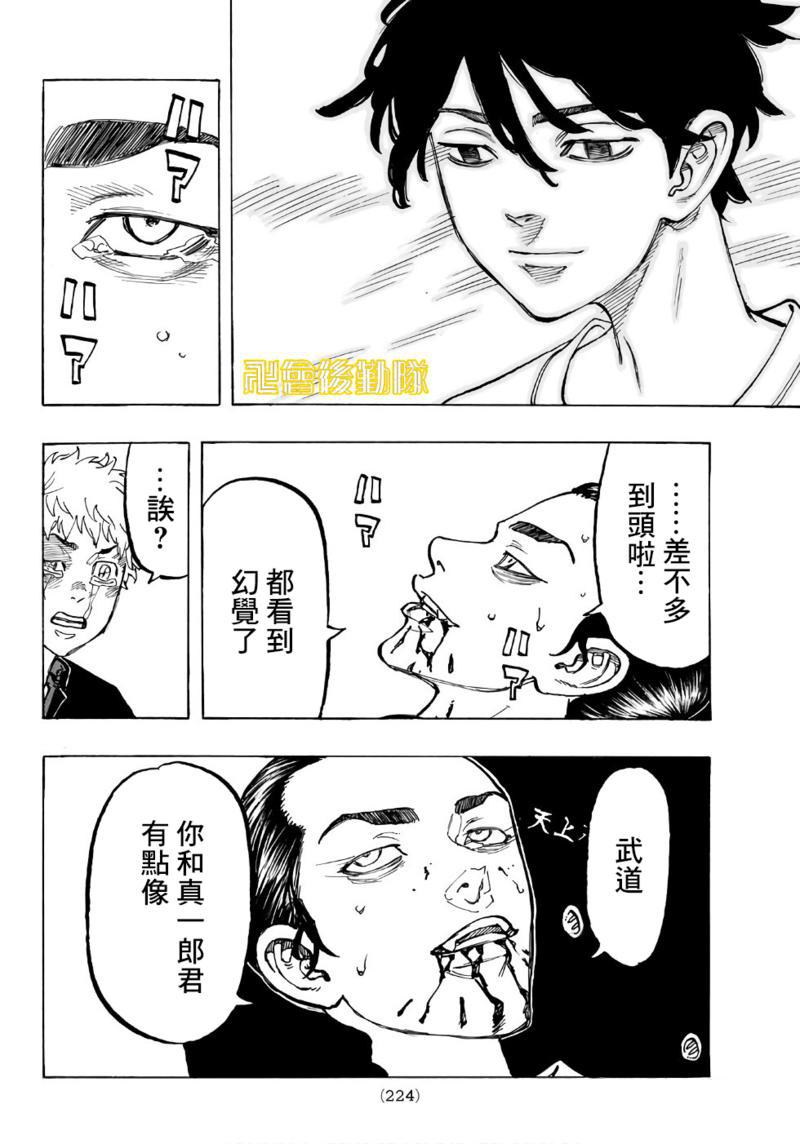 ハァ
ハァ
卍會後勤隊
……差不多
到頭啦…
ハァ
ハァ
都看到
幻覺了
…誒?
武道
天上
你和真一郎君
有點像
(224)